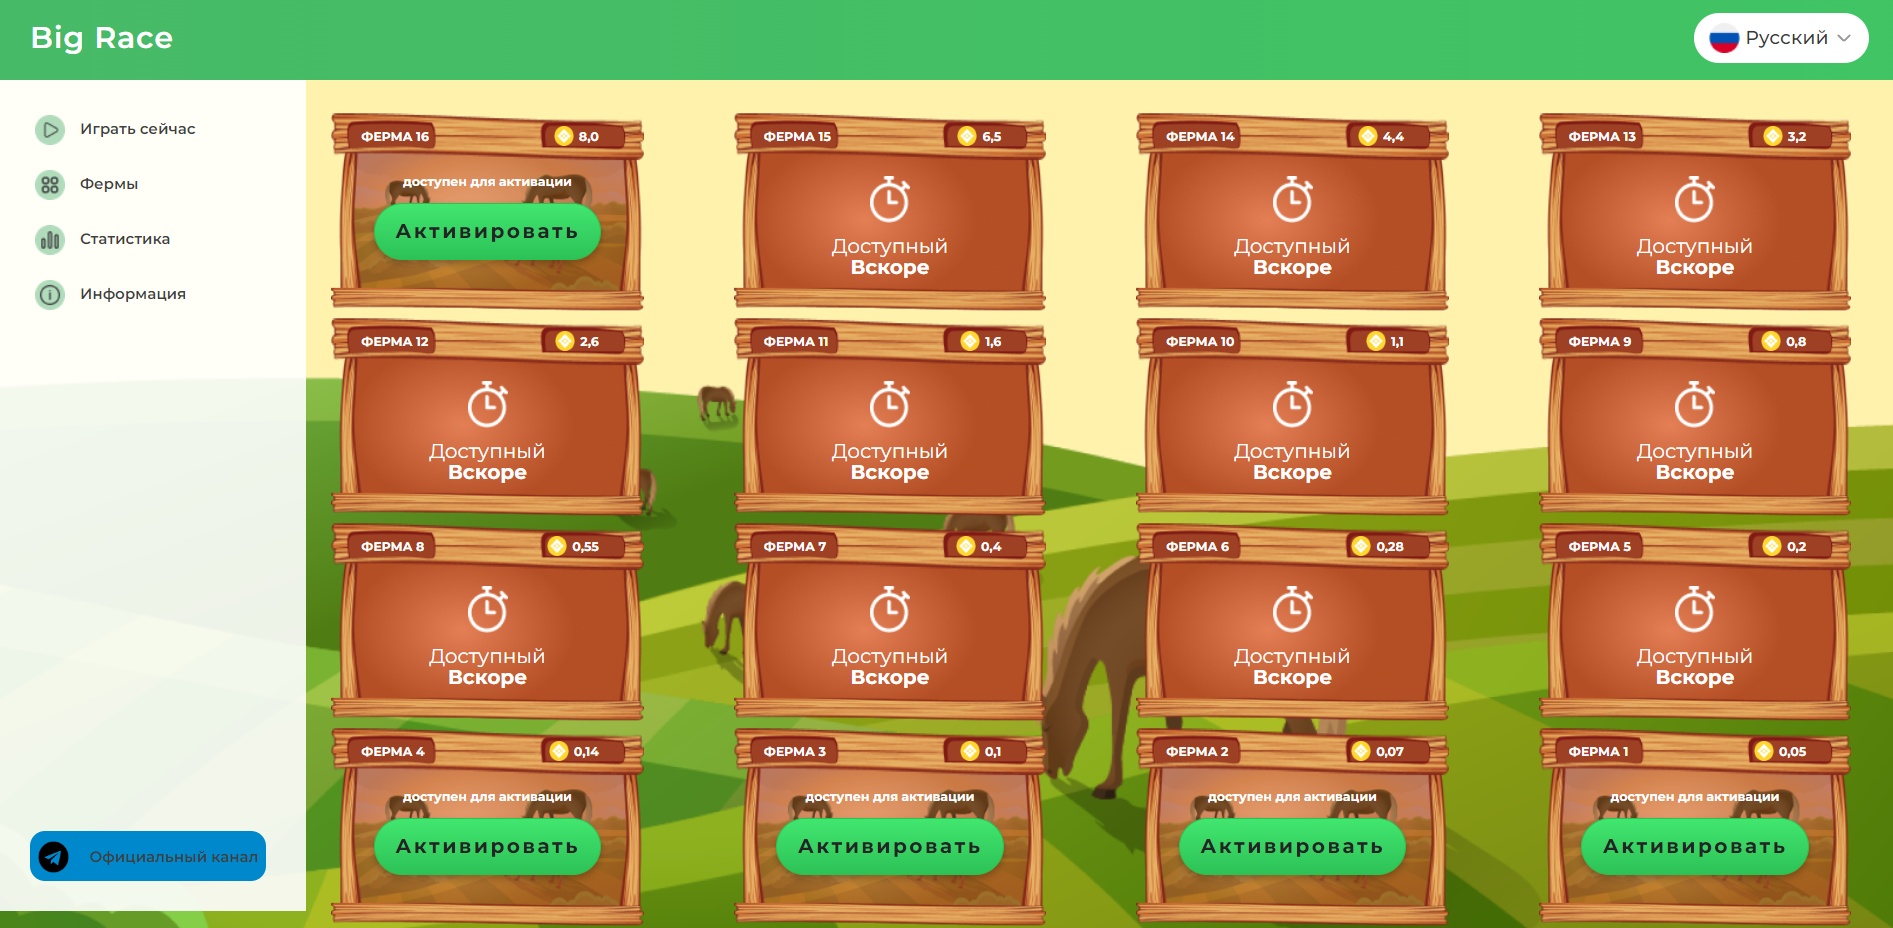 Big Race
Русский
Играть сейчас
Фермы
Статистика
Информация
Официальный канал
ФЕРМА 16
8,0
доступен для активации
Активировать
ФЕРМА 15
6,5
Доступный
Вскоре
ФЕРМА 14
4,4
Доступный
Вскоре
ФЕРМА 13
3,2
Доступный
Вскоре
ФЕРМА 12
2,6
Доступный
Вскоре
ФЕРМА 11
1,6
Доступный
Вскоре
ФЕРМА 10
1,1
Доступный
Вскоре
ФЕРМА 9
0,8
Доступный
Вскоре
ФЕРМА 8
0,55
Доступный
Вскоре
ФЕРМА 7
0,4
Доступный
Вскоре
ФЕРМА 6
0,28
Доступный
Вскоре
ФЕРМА 5
0,2
Доступный
Вскоре
ФЕРМА 4
0,14
доступен для активации
Активировать
ФЕРМА 3
0,1
доступен для активации
Активировать
ФЕРМА 2
0,07
доступен для активации
Активировать
ФЕРМА 1
0,05
доступен для активации
Активировать